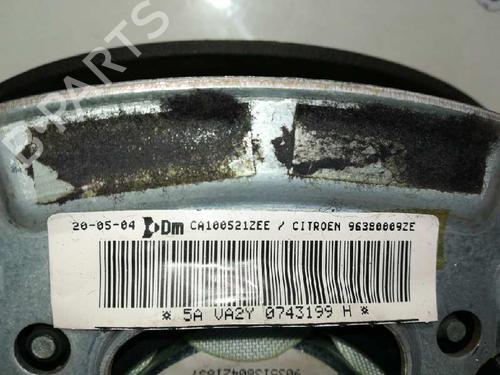 B-PARTS
20-05-04 Dm CA100521ZEE / CITROEN 96380009ZE
* 5A VA2Y 0743199 H *